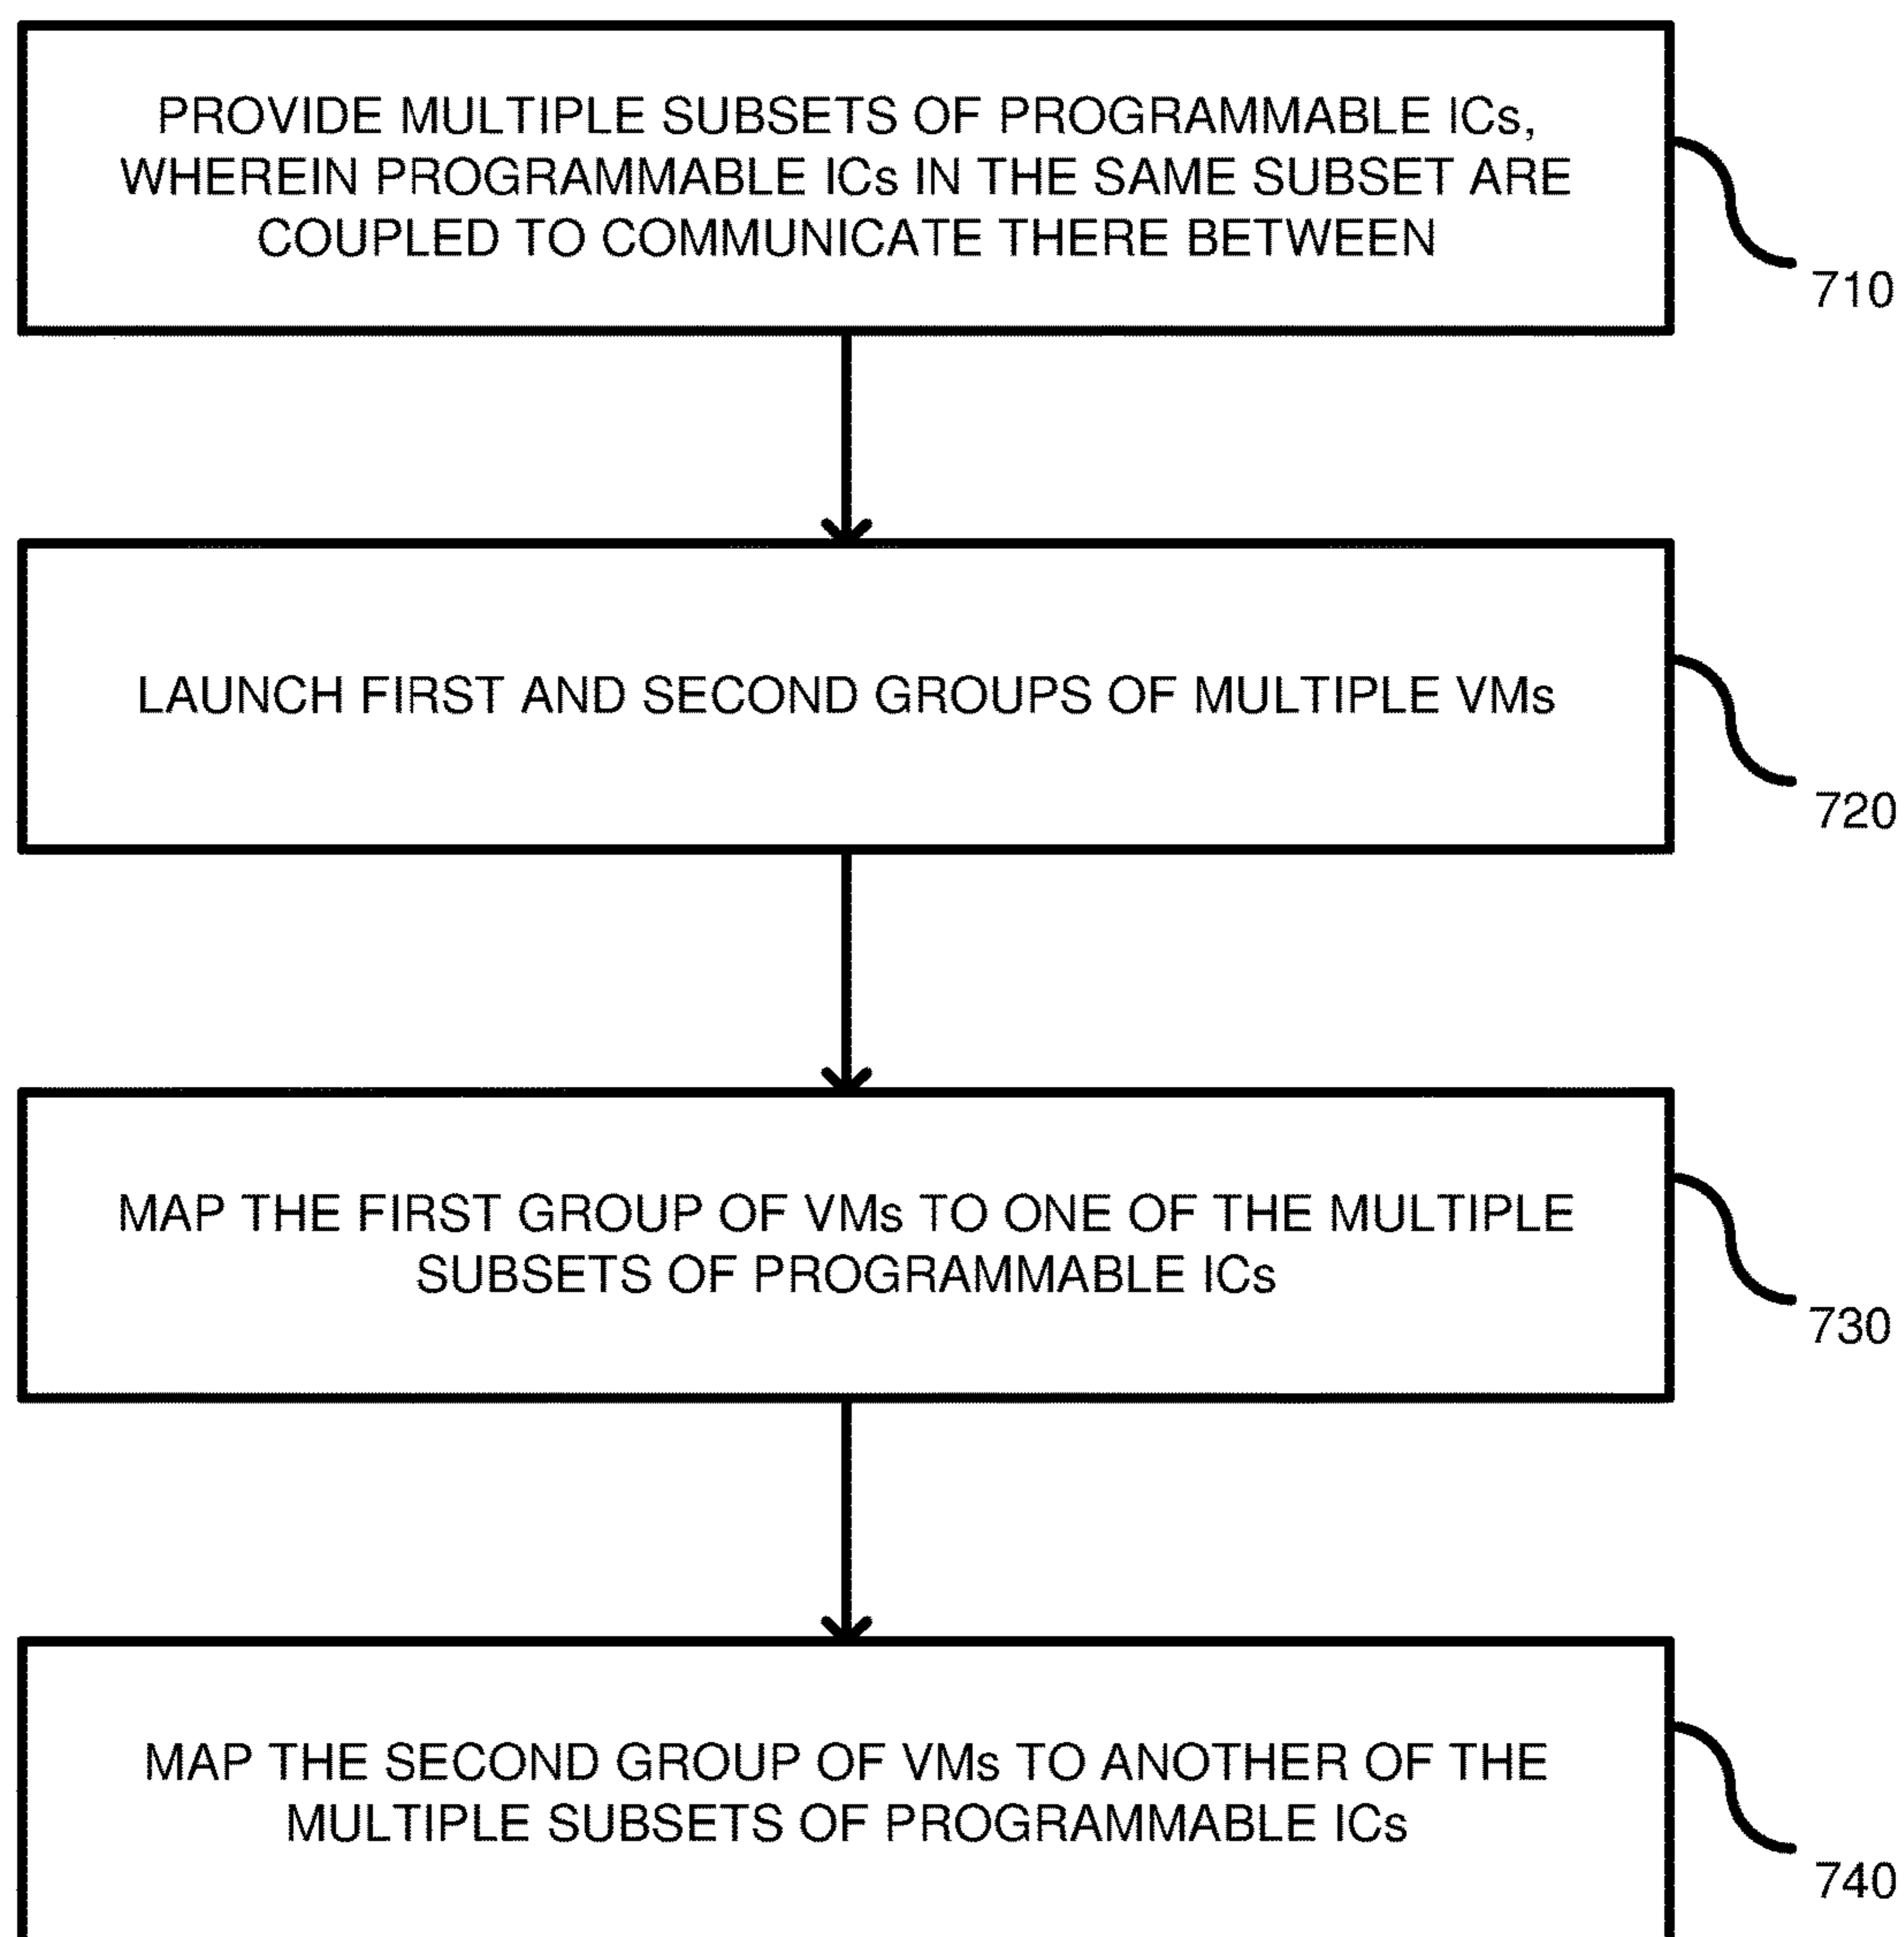 PROVIDE MULTIPLE SUBSETS OF PROGRAMMABLE ICs,
WHEREIN PROGRAMMABLE ICs IN THE SAME SUBSET ARE
COUPLED TO COMMUNICATE THERE BETWEEN
710
LAUNCH FIRST AND SECOND GROUPS OF MULTIPLE VMs
720
MAP THE FIRST GROUP OF VMs TO ONE OF THE MULTIPLE
SUBSETS OF PROGRAMMABLE ICs
730
MAP THE SECOND GROUP OF VMs TO ANOTHER OF THE
MULTIPLE SUBSETS OF PROGRAMMABLE ICs
740